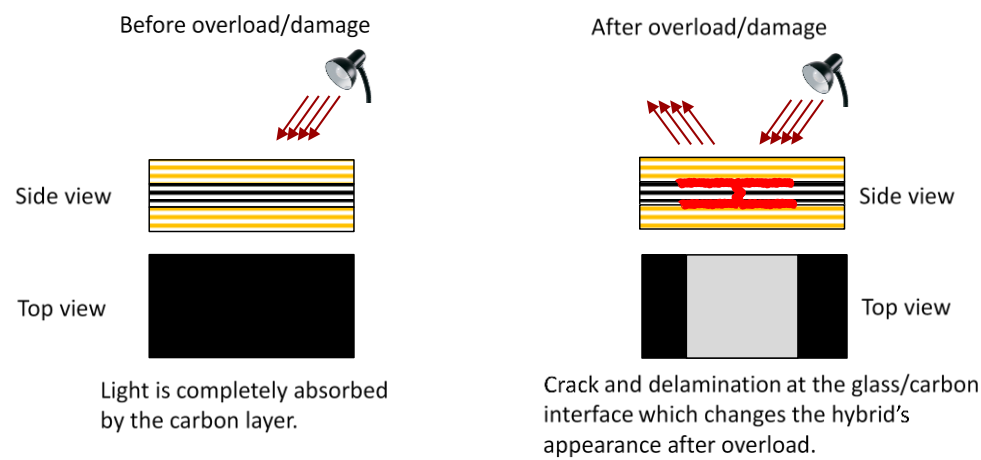 Before overload/damage
After overload/damage
Side view
Side view
Top view
Top view
Light is completely absorbed
by the carbon layer.
Crack and delamination at the glass/carbon
interface which changes the hybrid's
appearance after overload.